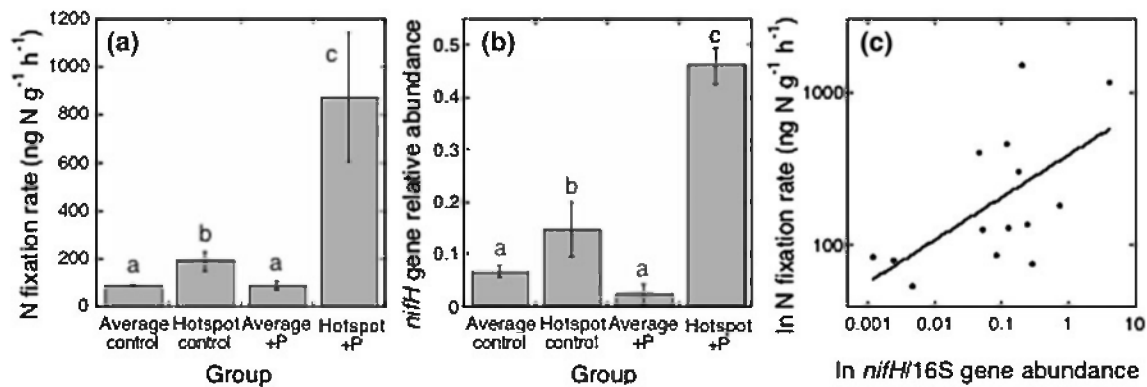 (a)
N fixation rate (ng N g⁻¹ h⁻¹)
1200
1000
800
600
400
200
0
a
b
a
c
Average control
Hotspot control
Average +P
Hotspot +P
Group
(b)
nifH gene relative abundance
0.5
0.4
0.3
0.2
0.1
0
a
b
a
c
Average control
Hotspot control
Average +P
Hotspot +P
Group
(c)
ln N fixation rate (ng N g⁻¹ h⁻¹)
1000
100
0.001 0.01 0.1 1 10
ln nifH/16S gene abundance